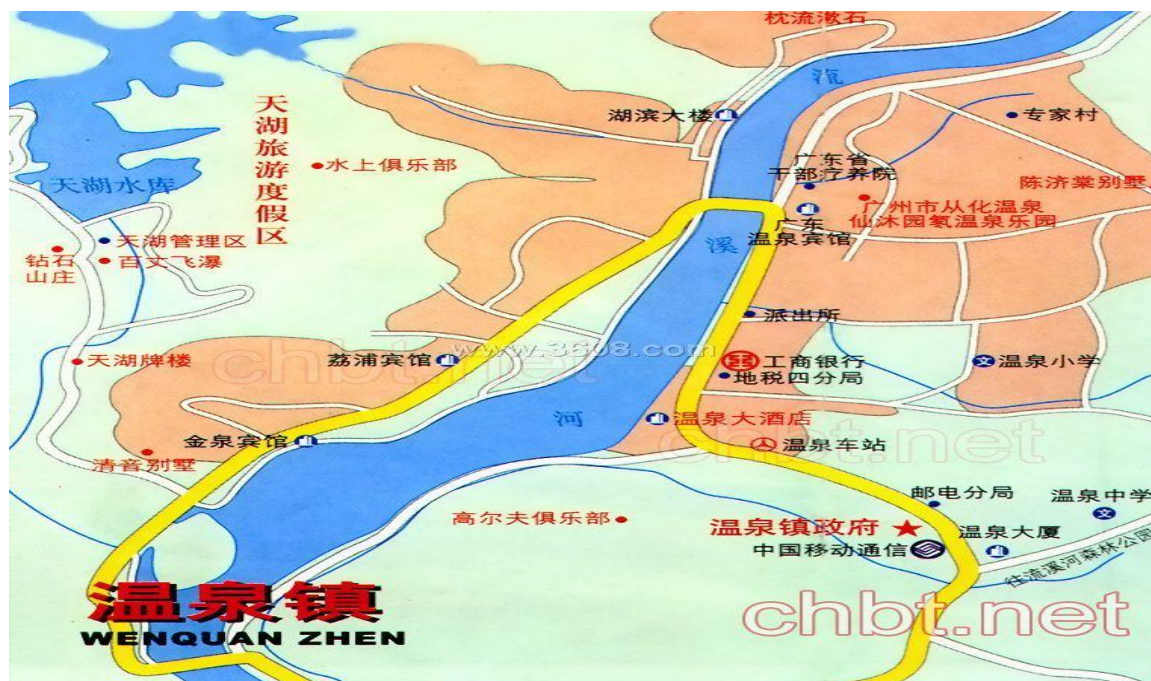 枕流漱石
流
湖滨大楼
专家村
天湖旅游度假区
水上俱乐部
广东省
干部疗养院
陈济棠别墅
天湖水库
广州市从化温泉
仙沐园氡温泉乐园
广东
温泉宾馆
溪
天湖管理区
百丈飞瀑
钻石
山庄
派出所
www.3608.com
天湖牌楼
chbt.net
荔浦宾馆
工商银行
文
温泉小学
地税四分局
河
温泉大酒店
金泉宾馆
温泉车站
chbt.net
清音别墅
邮电分局
温泉中学
文
高尔夫俱乐部
温泉镇政府
温泉大厦
中国移动通信
往流溪河森林公园
温泉镇
WENQUAN ZHEN
chbt.net